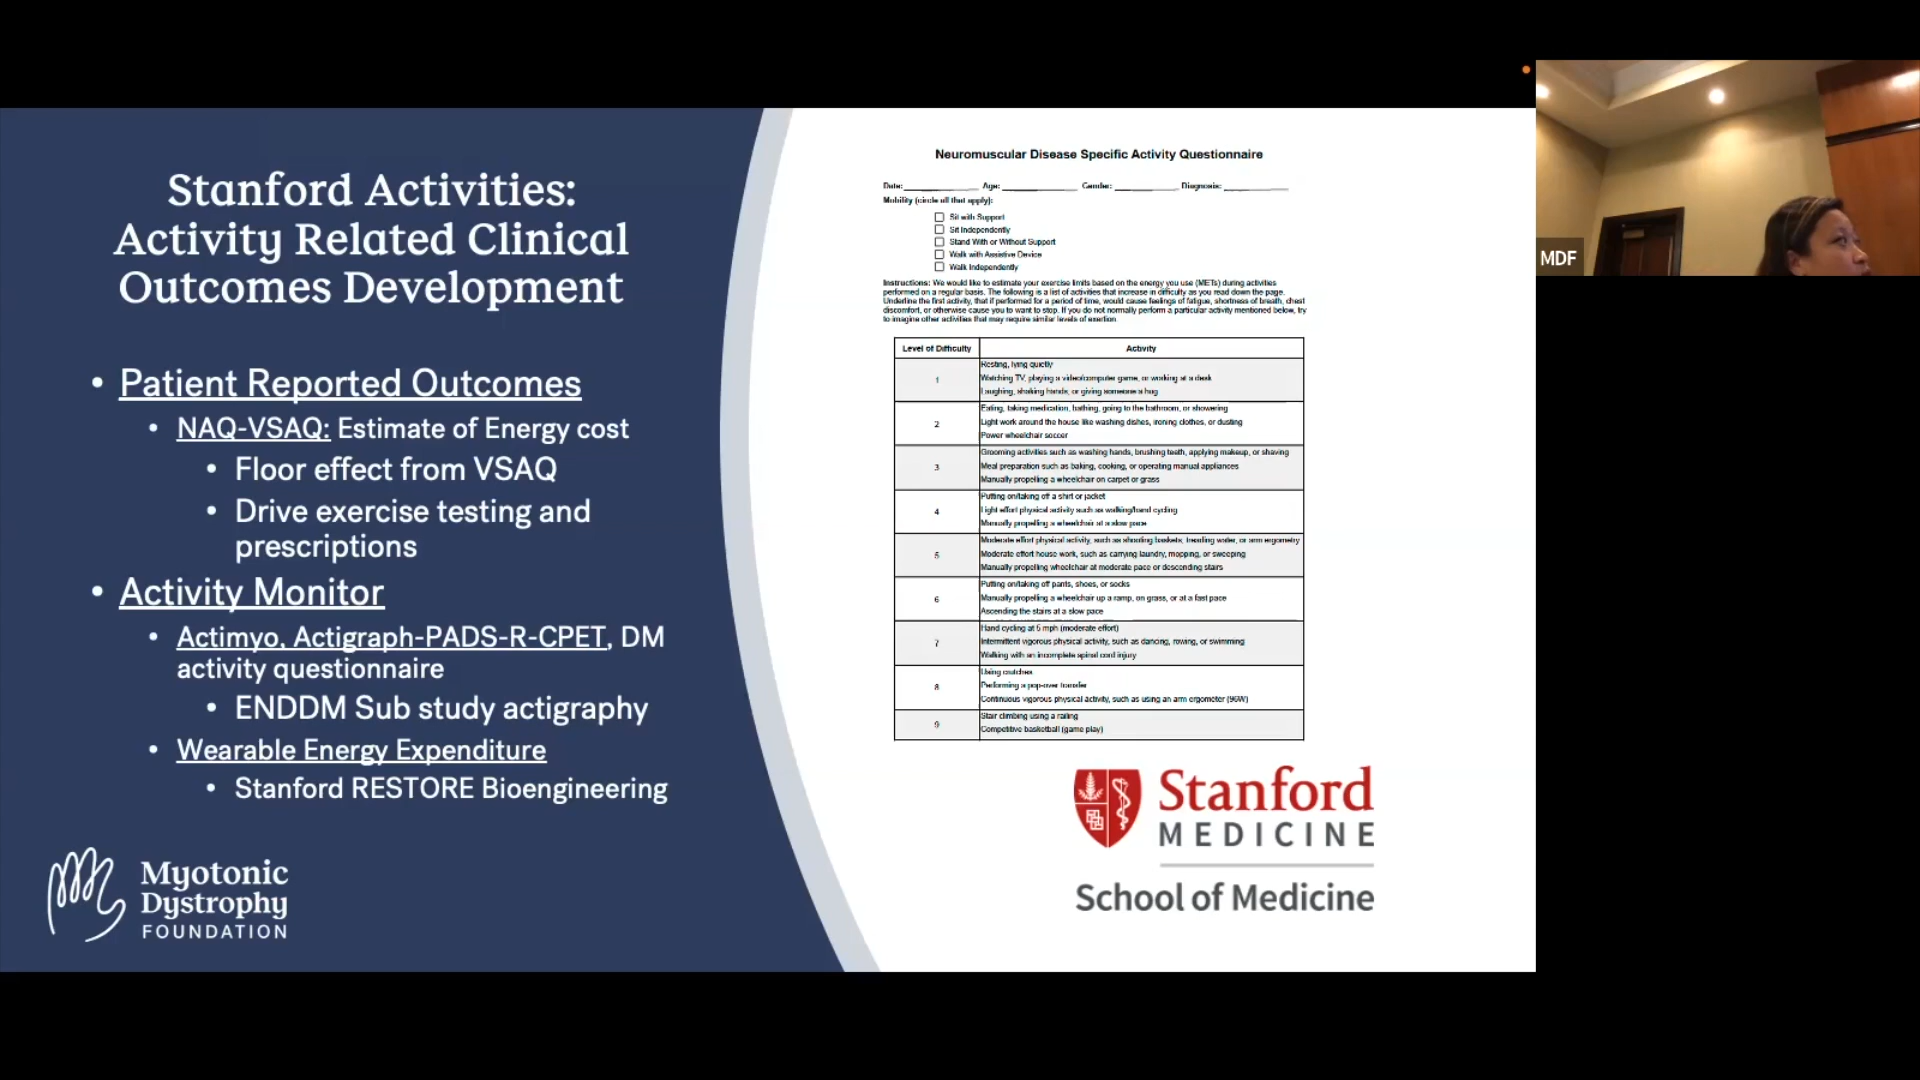 Stanford Activities:
Activity Related Clinical
Outcomes Development
• Patient Reported Outcomes
• NAQ-VSAQ: Estimate of Energy cost
• Floor effect from VSAQ
• Drive exercise testing and
prescriptions
• Activity Monitor
• Actimyo, Actigraph-PADS-R-CPET, DM
activity questionnaire
• ENDDM Sub study actigraphy
• Wearable Energy Expenditure
• Stanford RESTORE Bioengineering
Myotonic
Dystrophy
FOUNDATION
Neuromuscular Disease Specific Activity Questionnaire
Date: Age: Gender: Diagnosis:
Mobility (circle all that apply):
Sit with Support
Sit Independently
Stand With or Without Support
Walk with Assistive Device
Walk Independently
Instructions: We would like to estimate your exercise limits based on the energy you use (METs) during activities
performed on a regular basis. The following is a list of activities that increase in difficulty as you read down the page.
Underline the first activity, that if performed for a period of time, would cause feelings of fatigue, shortness of breath, chest
discomfort, or otherwise cause you to want to stop. If you do not normally perform a particular activity mentioned below, try
to imagine other activities that may require similar levels of exertion.
Level of Difficulty Activity
1
Resting, lying quietly
Watching TV, playing a video/computer game, or working at a desk
Laughing, shaking hands, or giving someone a hug
2
Eating, taking medication, bathing, going to the bathroom, or showering
Light work around the house like washing dishes, ironing clothes, or dusting
Power wheelchair soccer
3
Grooming activities such as washing hands, brushing teeth, applying makeup, or shaving
Meal preparation such as baking, cooking, or operating manual appliances
Manually propelling a wheelchair on carpet or grass
4
Putting on/taking off a shirt or jacket
Light effort physical activity such as walking/hand cycling
Manually propelling a wheelchair at a slow pace
5
Moderate effort physical activity, such as shooting baskets, treading water, or arm ergometry
Moderate effort house work, such as carrying laundry, mopping, or sweeping
Manually propelling wheelchair at moderate pace or descending stairs
6
Putting on/taking off pants, shoes, or socks
Manually propelling a wheelchair up a ramp, on grass, or at a fast pace
Ascending the stairs at a slow pace
7
Hand cycling at 5 mph (moderate effort)
Intermittent vigorous physical activity, such as dancing, rowing, or swimming
Walking with an incomplete spinal cord injury
8
Using crutches
Performing a pop-over transfer
Continuous vigorous physical activity, such as using an arm ergometer (96W)
9
Stair climbing using a railing
Competitive basketball (game play)
Stanford
MEDICINE
School of Medicine
MDF